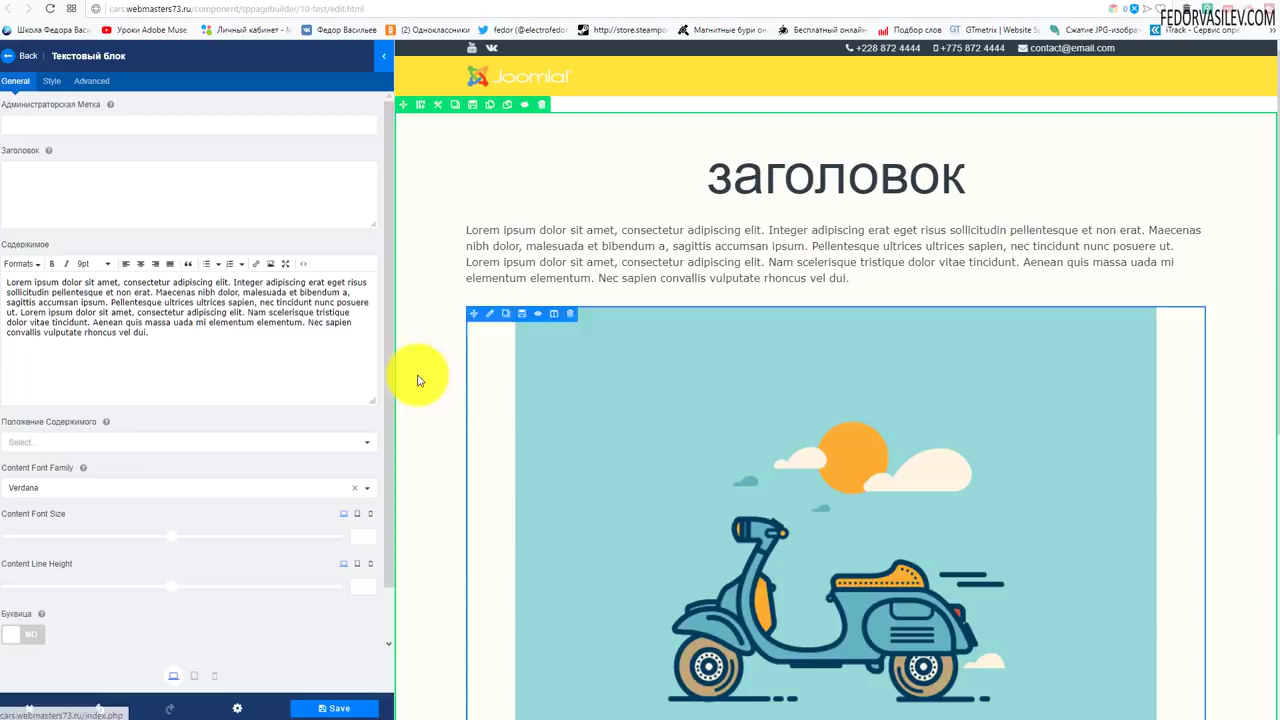 cars.webmasters73.ru/component/sppagebuilder/10-test/edit.html
FEDORVASILEV.COM
Школа Федора Вас
Уроки Adobe Muse.
Личный кабинет - М
Федор Васильев
(2) Одноклассники
fedor (@electrofedor
http://store.steampo
Магнитные бури он
Бесплатный онлайн
Подбор слов
GTmetrix | Website S
Сжатие JPG-изобра
iTrack - Сервис опре
Back
Текстовый блок
+228 872 4444
+775 872 4444
contact@email.com
General
Style
Advanced
Joomla!
Администраторская Метка
Заголовок
заголовок
Lorem ipsum dolor sit amet, consectetur adipiscing elit. Integer adipiscing erat eget risus sollicitudin pellentesque et non erat. Maecenas
nibh dolor, malesuada et bibendum a, sagittis accumsan ipsum. Pellentesque ultrices ultrices sapien, nec tincidunt nunc posuere ut.
Lorem ipsum dolor sit amet, consectetur adipiscing elit. Nam scelerisque tristique dolor vitae tincidunt. Aenean quis massa uada mi
elementum elementum. Nec sapien convallis vulputate rhoncus vel dui.
Содержимое
Formats
B
I
9pt
Lorem ipsum dolor sit amet, consectetur adipiscing elit. Integer adipiscing erat eget risus
sollicitudin pellentesque et non erat. Maecenas nibh dolor, malesuada et bibendum a,
sagittis accumsan ipsum. Pellentesque ultrices ultrices sapien, nec tincidunt nunc posuere
ut. Lorem ipsum dolor sit amet, consectetur adipiscing elit. Nam scelerisque tristique
dolor vitae tincidunt. Aenean quis massa uada mi elementum elementum. Nec sapien
convallis vulputate rhoncus vel dui.
Положение Содержимого
Select...
Content Font Family
Verdana
Content Font Size
Content Line Height
Буквица
NO
Save
cars.webmasters73.ru/index.php